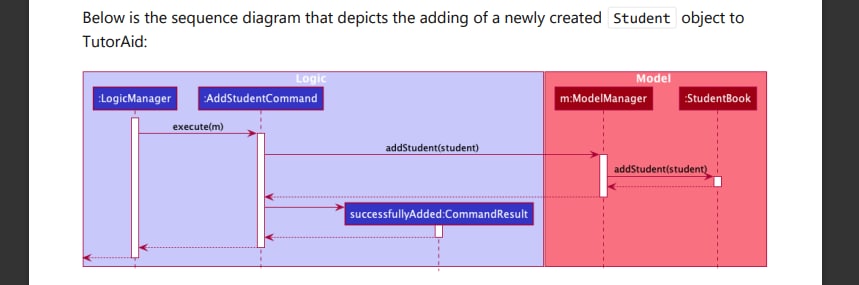 Below is the sequence diagram that depicts the adding of a newly created Student object to
TutorAid:
Logic
Model
:LogicManager
:AddStudentCommand
m:ModelManager
:StudentBook
execute(m)
addStudent(student)
addStudent(student)
successfullyAdded:CommandResult